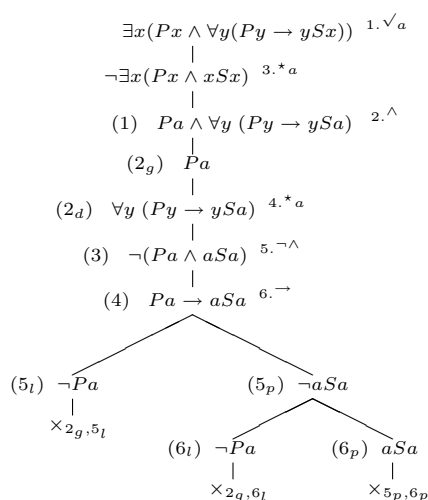 ∃x(Px ∧ ∀y(Py → ySx)) 1.√a
¬∃x(Px ∧ xSx) 3.⋆a
(1) Pa ∧ ∀y (Py → ySa) 2.∧
(2g) Pa
(2d) ∀y (Py → ySa) 4.⋆a
(3) ¬(Pa ∧ aSa) 5.¬∧
(4) Pa → aSa 6.→
(5l) ¬Pa (5p) ¬aSa
×2g,5l
(6l) ¬Pa (6p) aSa
×2g,6l ×5p,6p